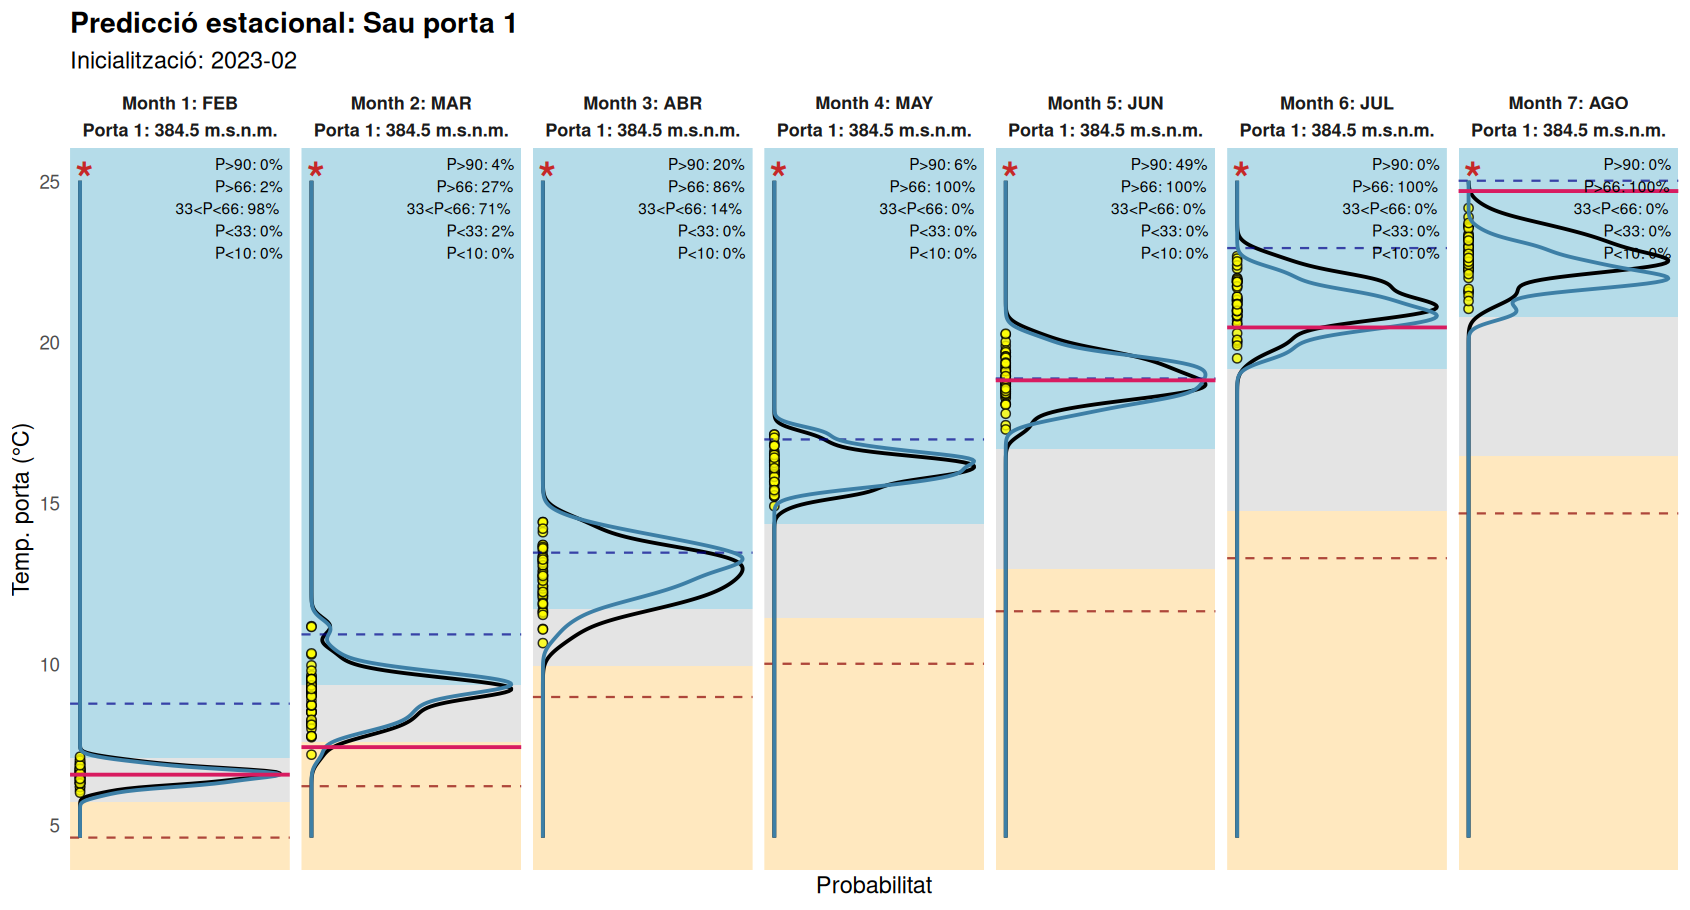 Predicció estacional: Sau porta 1
Inicialització: 2023-02
Month 1: FEB
Porta 1: 384.5 m.s.n.m.
Month 2: MAR
Porta 1: 384.5 m.s.n.m.
Month 3: ABR
Porta 1: 384.5 m.s.n.m.
Month 4: MAY
Porta 1: 384.5 m.s.n.m.
Month 5: JUN
Porta 1: 384.5 m.s.n.m.
Month 6: JUL
Porta 1: 384.5 m.s.n.m.
Month 7: AGO
Porta 1: 384.5 m.s.n.m.
*
P>90: 0%
P>66: 2%
33<P<66: 98%
P<33: 0%
P<10: 0%
*
P>90: 4%
P>66: 27%
33<P<66: 71%
P<33: 2%
P<10: 0%
*
P>90: 20%
P>66: 86%
33<P<66: 14%
P<33: 0%
P<10: 0%
*
P>90: 6%
P>66: 100%
33<P<66: 0%
P<33: 0%
P<10: 0%
*
P>90: 49%
P>66: 100%
33<P<66: 0%
P<33: 0%
P<10: 0%
*
P>90: 0%
P>66: 100%
33<P<66: 0%
P<33: 0%
P<10: 0%
*
P>90: 0%
P>66: 100%
33<P<66: 0%
P<33: 0%
P<10: 0%
25
20
15
10
5
Temp. porta (°C)
Probabilitat